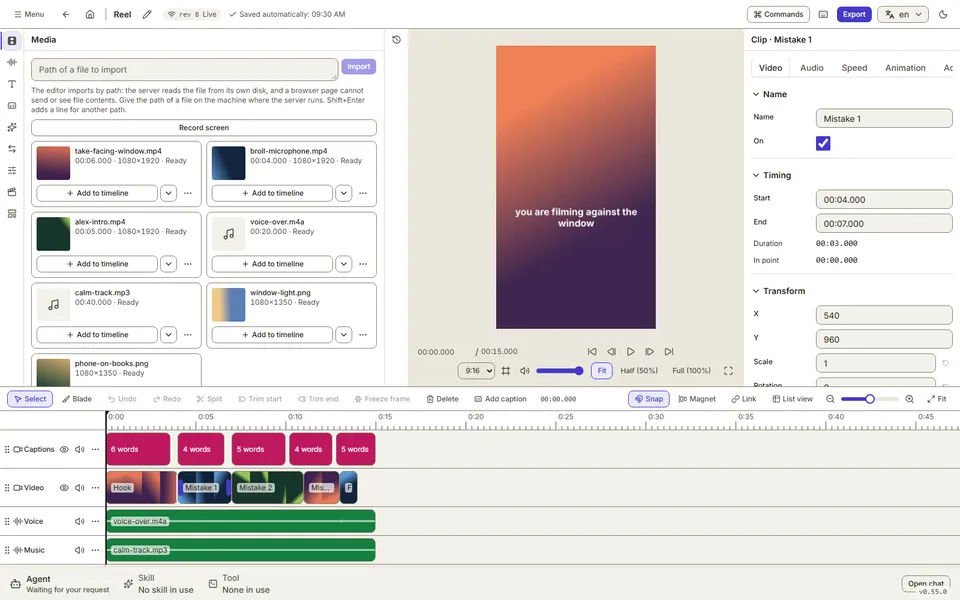 Menu
Reel
rev 8 Live
Saved automatically: 09:30 AM
Commands
Export
en
Media
Path of a file to import
Import
The editor imports by path: the server reads the file from its own disk, and a browser page cannot
send or see file contents. Give the path of a file on the machine where the server runs. Shift+Enter
adds a line for another path.
Record screen
take-facing-window.mp4
00:06.000 · 1080×1920 · Ready
+ Add to timeline
broll-microphone.mp4
00:04.000 · 1080×1920 · Ready
+ Add to timeline
alex-intro.mp4
00:05.000 · 1080×1920 · Ready
+ Add to timeline
voice-over.m4a
00:20.000 · Ready
+ Add to timeline
calm-track.mp3
00:40.000 · Ready
+ Add to timeline
window-light.png
1080×1350 · Ready
+ Add to timeline
phone-on-books.png
1080×1350 · Ready
you are filming against the
window
00:00.000 / 00:15.000
9:16
Fit
Half (50%)
Full (100%)
Clip · Mistake 1
Video
Audio
Speed
Animation
Name
Name
Mistake 1
On
Timing
Start
00:04.000
End
00:07.000
Duration
00:03.000
In point
00:00.000
Transform
X
540
Y
960
Scale
1
Rotation
Select
Blade
Undo
Redo
Split
Trim start
Trim end
Freeze frame
Delete
Add caption
00:00.000
Snap
Magnet
Link
List view
Fit
0:00
0:05
0:10
0:15
0:20
0:25
0:30
0:35
0:40
0:45
Captions
6 words
4 words
5 words
4 words
5 words
Video
Hook
Mistake 1
Mistake 2
Mis...
Voice
voice-over.m4a
Music
calm-track.mp3
Agent
Waiting for your request
Skill
No skill in use
Tool
None in use
Open chat
v0.55.0